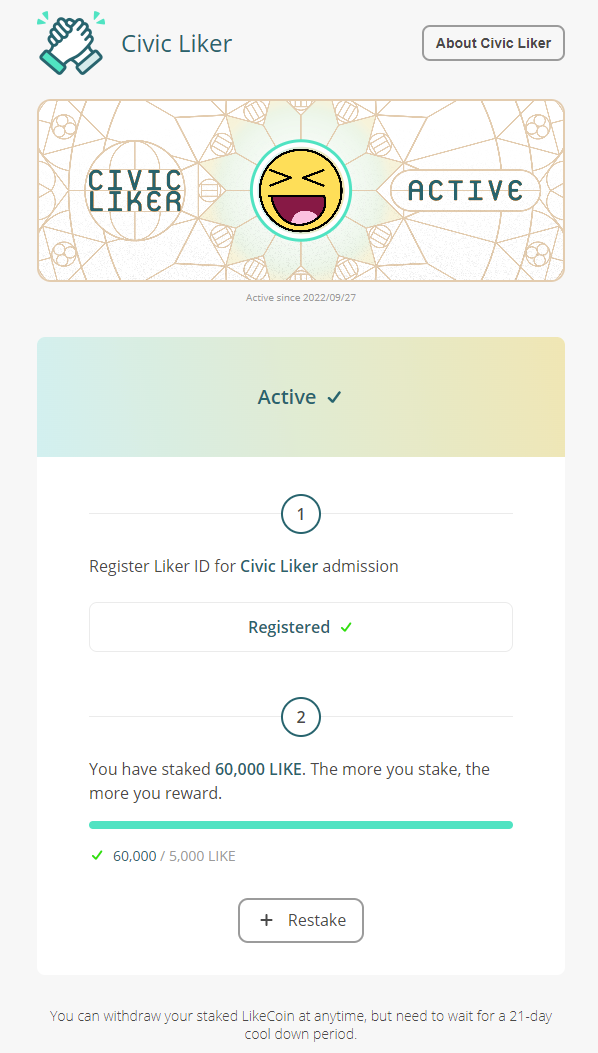 Civic Liker
About Civic Liker
CIVIC
LIKER
ACTIVE
Active since 2022/09/27
Active
1
Register Liker ID for Civic Liker admission
Registered
2
You have staked 60,000 LIKE. The more you stake, the
more you reward.
60,000 / 5,000 LIKE
+ Restake
You can withdraw your staked LikeCoin at anytime, but need to wait for a 21-day
cool down period.